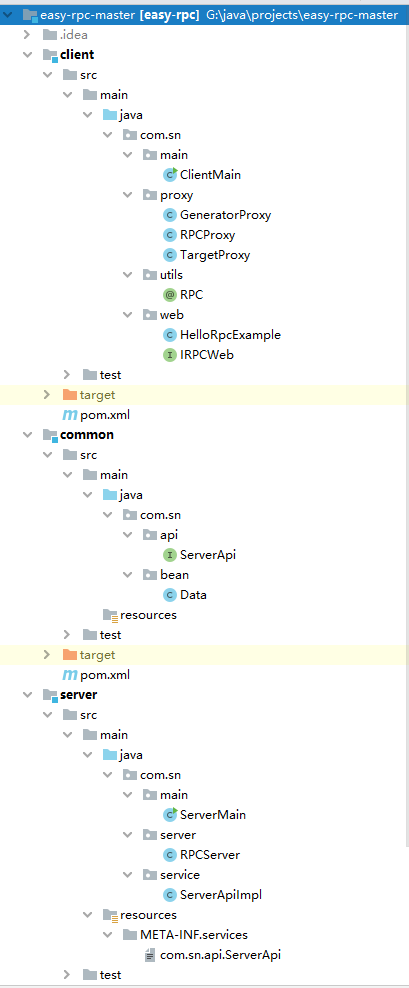 easy-rpc-master [easy-rpc] G:\java\projects\easy-rpc-master
.idea
client
src
main
java
com.sn
main
ClientMain
proxy
GeneratorProxy
RPCProxy
TargetProxy
utils
RPC
web
HelloRpcExample
IRPCWeb
test
target
pom.xml
common
src
main
java
com.sn
api
ServerApi
bean
Data
resources
test
target
pom.xml
server
src
main
java
com.sn
main
ServerMain
server
RPCServer
service
ServerApiImpl
resources
META-INF.services
com.sn.api.ServerApi
test